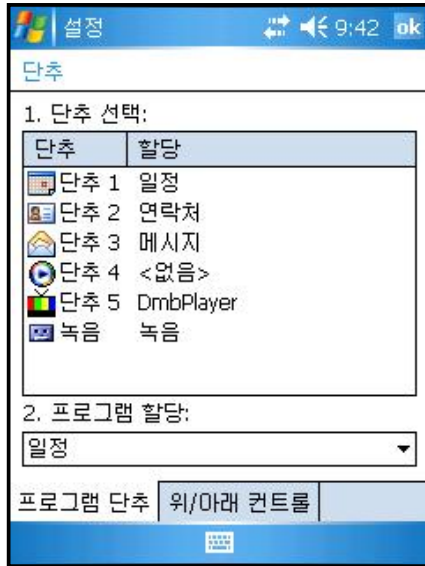 설정 9:42 ok
단추
1. 단추 선택:
단추 할당
단추 1 일정
단추 2 연락처
단추 3 메시지
단추 4 <없음>
단추 5 DmbPlayer
녹음 녹음
2. 프로그램 할당:
일정
프로그램 단추 위/아래 컨트롤